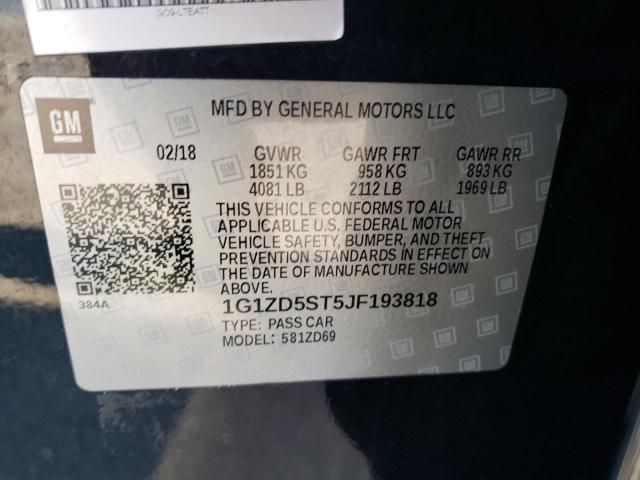 GM
®
MFD BY GENERAL MOTORS LLC
02/18 GVWR GAWR FRT GAWR RR
1851 KG 958 KG 893 KG
4081 LB 2112 LB 1969 LB
THIS VEHICLE CONFORMS TO ALL
APPLICABLE U.S. FEDERAL MOTOR
VEHICLE SAFETY, BUMPER, AND THEFT
PREVENTION STANDARDS IN EFFECT ON
THE DATE OF MANUFACTURE SHOWN
ABOVE.
384A
1G1ZD5ST5JF193818
TYPE: PASS CAR
MODEL: 581ZD69